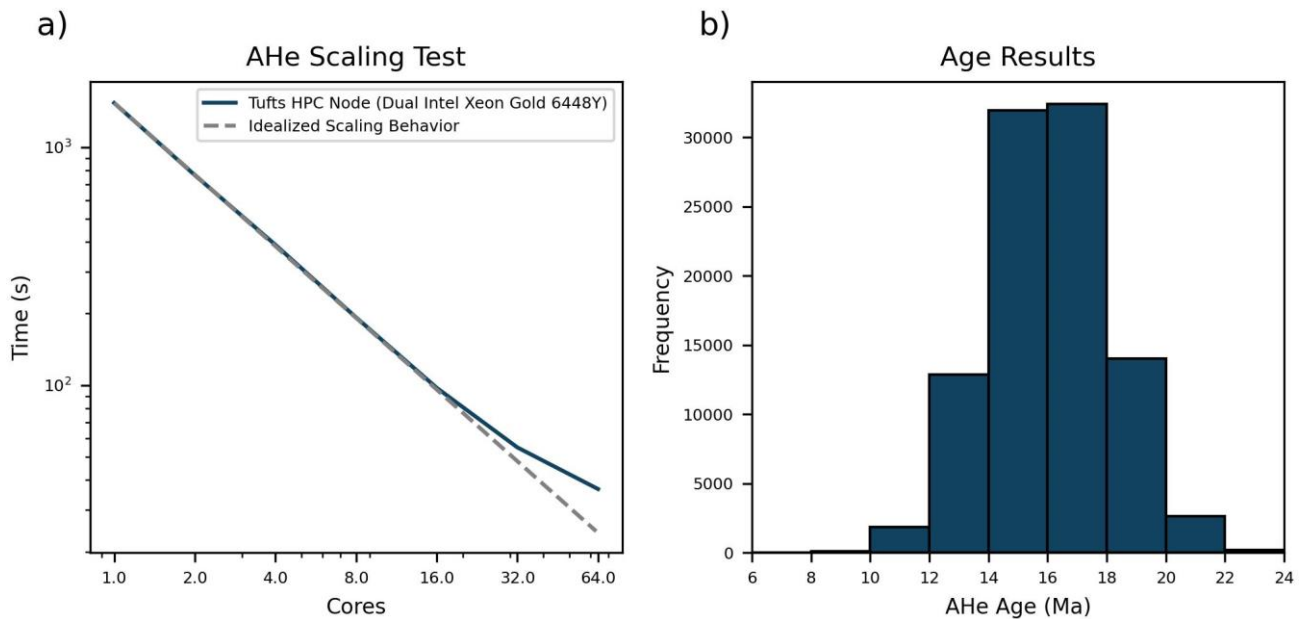 a)
AHe Scaling Test
Tufts HPC Node (Dual Intel Xeon Gold 6448Y)
Idealized Scaling Behavior
10³
10²
Time (s)
1.0 2.0 4.0 8.0 16.0 32.0 64.0
Cores
b)
Age Results
30000
25000
20000
15000
10000
5000
0
Frequency
6 8 10 12 14 16 18 20 22 24
AHe Age (Ma)